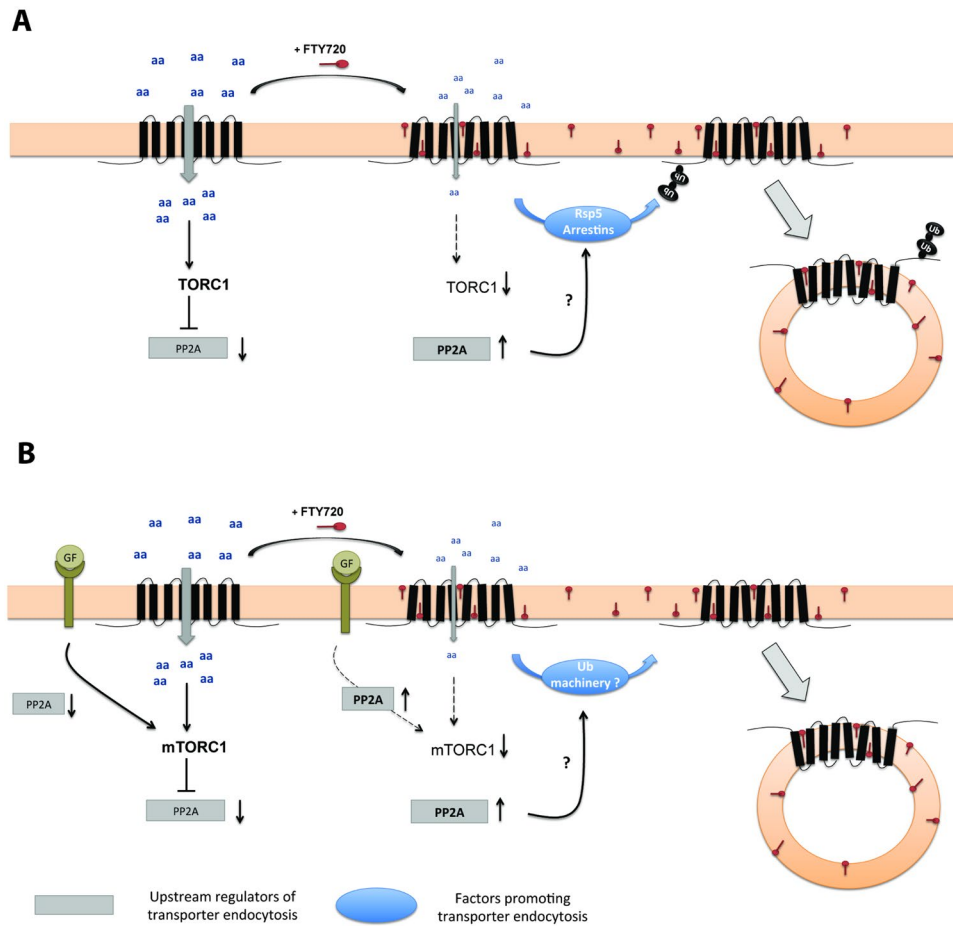 A
+ FTY720
aa aa aa
aa aa aa
aa
aa aa
aa aa aa
aa
aa
aa aa
aa aa
aa
Ub
Ub
Rsp5
Arrestins
Ub
Ub
TORC1
TORC1
?
PP2A
PP2A
B
+ FTY720
aa aa aa
aa aa aa
GF
GF
aa
aa
aa aa
aa aa
aa
aa aa
aa
aa aa
aa
Ub
machinery ?
PP2A
PP2A
mTORC1
mTORC1
?
PP2A
PP2A
Upstream regulators of
transporter endocytosis
Factors promoting
transporter endocytosis